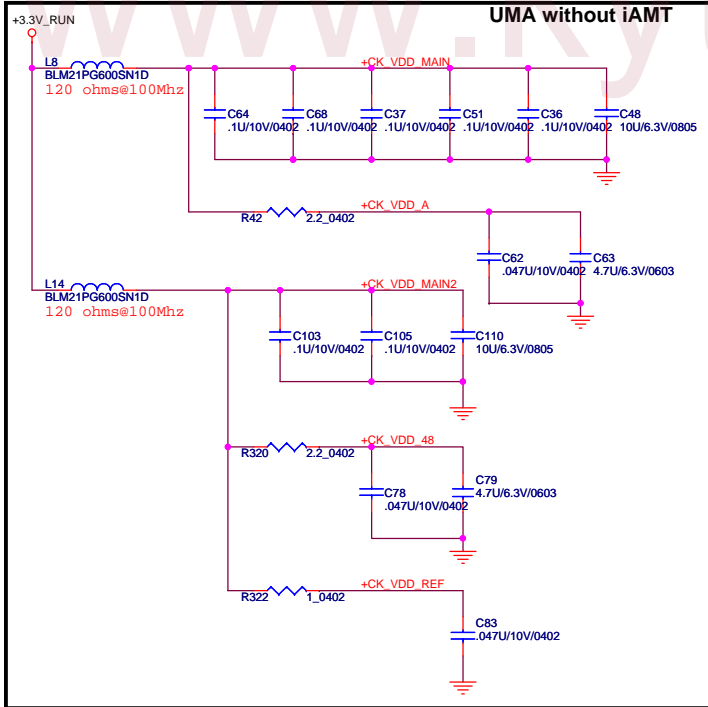 www.ky
UMA without iAMT
+3.3V_RUN
L8
BLM21PG600SN1D
120 ohms@100Mhz
+CK_VDD_MAIN
C64
.1U/10V/0402
C68
.1U/10V/0402
C37
.1U/10V/0402
C51
.1U/10V/0402
C36
.1U/10V/0402
C48
10U/6.3V/0805
R42
2.2_0402
+CK_VDD_A
C62
.047U/10V/0402
C63
4.7U/6.3V/0603
L14
BLM21PG600SN1D
120 ohms@100Mhz
+CK_VDD_MAIN2
C103
.1U/10V/0402
C105
.1U/10V/0402
C110
10U/6.3V/0805
R320
2.2_0402
+CK_VDD_48
C78
.047U/10V/0402
C79
4.7U/6.3V/0603
R322
1_0402
+CK_VDD_REF
C83
.047U/10V/0402